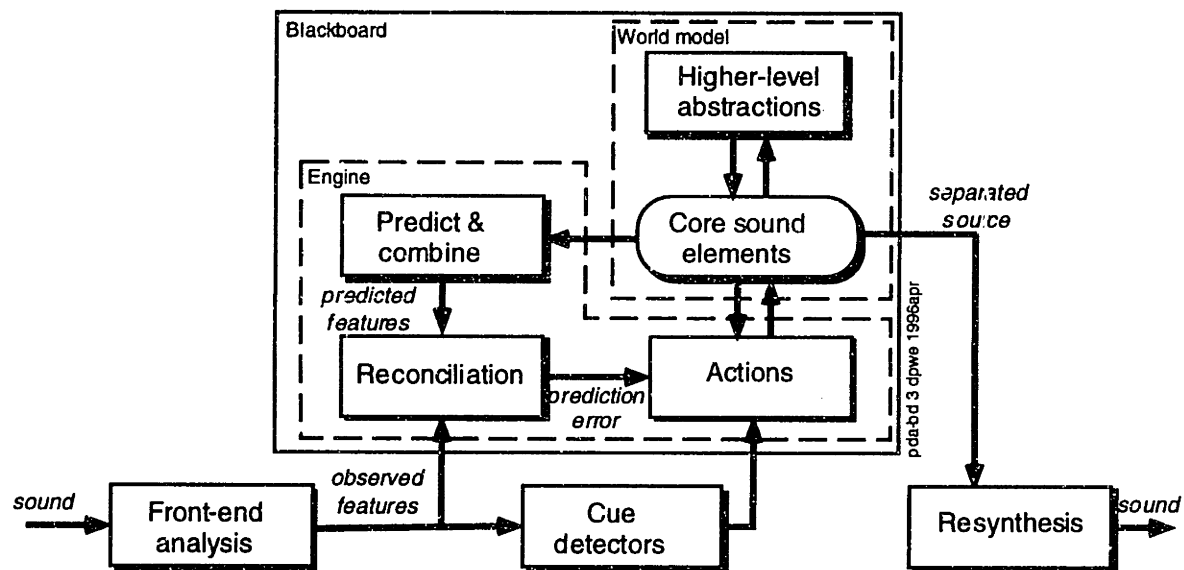 Blackboard
World model
Higher-level
abstractions
Engine
Predict &
combine
Core sound
elements
separated
source
predicted
features
Reconciliation
prediction
error
Actions
pda-bd 3 dpwe 1996apr
sound
Front-end
analysis
observed
features
Cue
detectors
Resynthesis
sound